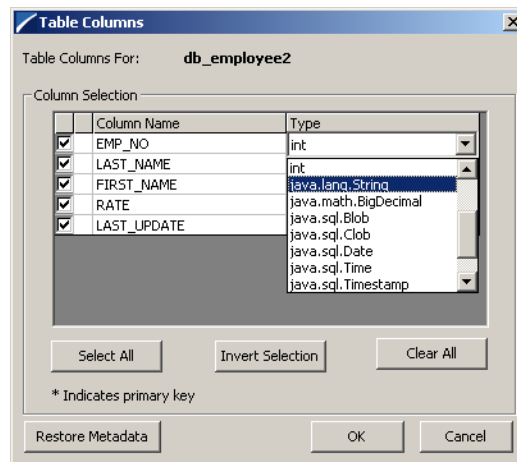 Table Columns
Table Columns For: db_employee2
Column Selection
Column Name Type
EMP_NO int
LAST_NAME int
FIRST_NAME java.lang.String
RATE java.math.BigDecimal
LAST_UPDATE java.sql.Blob
java.sql.Clob
java.sql.Date
java.sql.Time
java.sql.Timestamp
Select All Invert Selection Clear All
* Indicates primary key
Restore Metadata OK Cancel